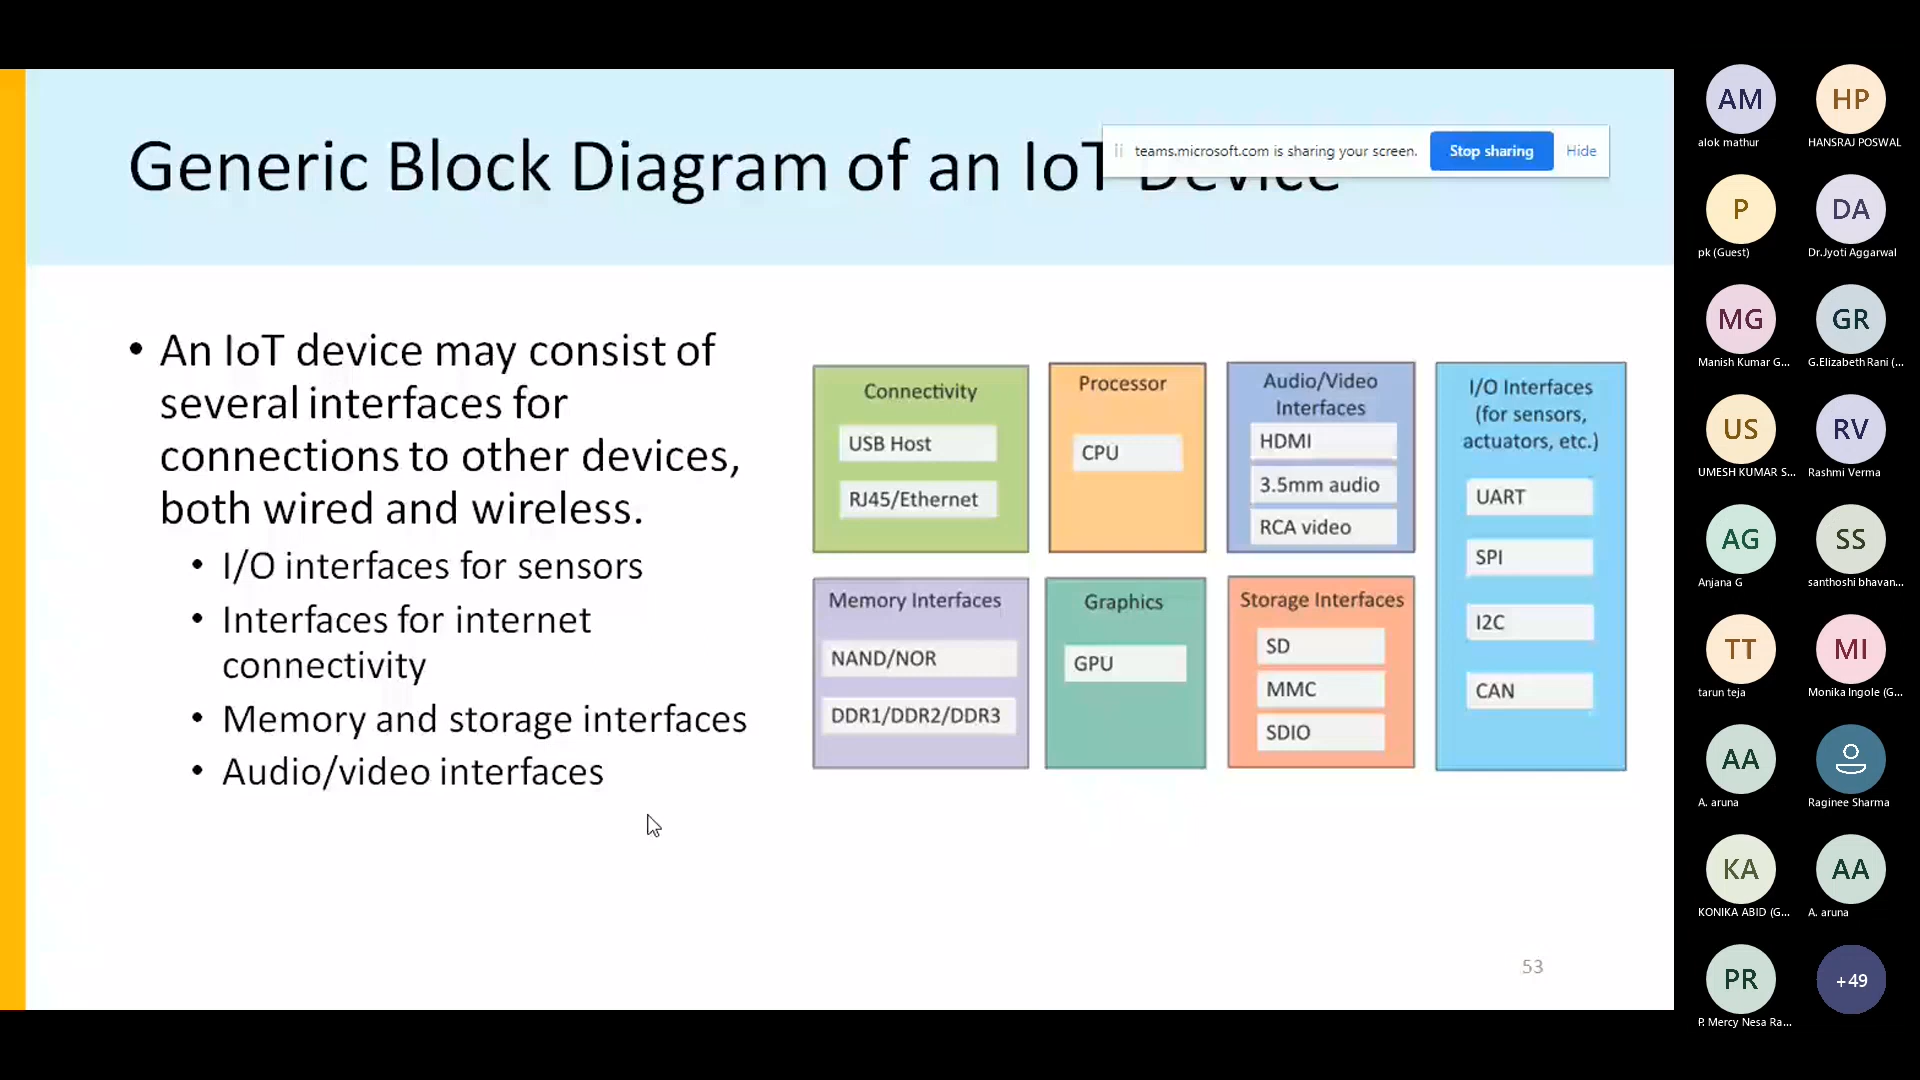 Generic Block Diagram of an IoT Device
teams.microsoft.com is sharing your screen. Stop sharing Hide
• An IoT device may consist of
several interfaces for
connections to other devices,
both wired and wireless.
• I/O interfaces for sensors
• Interfaces for internet
connectivity
• Memory and storage interfaces
• Audio/video interfaces
Connectivity
USB Host
RJ45/Ethernet
Processor
CPU
Audio/Video
Interfaces
HDMI
3.5mm audio
RCA video
I/O Interfaces
(for sensors,
actuators, etc.)
UART
SPI
I2C
CAN
Memory Interfaces
NAND/NOR
DDR1/DDR2/DDR3
Graphics
GPU
Storage Interfaces
SD
MMC
SDIO
53
AM HP
alok mathur HANSRAJ POSWAL
P DA
pk (Guest) Dr.Jyoti Aggarwal
MG GR
Manish Kumar G... G.Elizabeth Rani (...
US RV
UMESH KUMAR S... Rashmi Verma
AG SS
Anjana G santhoshi bhavan...
TT MI
tarun teja Monika Ingole (G...
AA
A. aruna Raginee Sharma
KA AA
KONIKA ABID (G... A. aruna
PR +49
P. Mercy Nesa Ra...